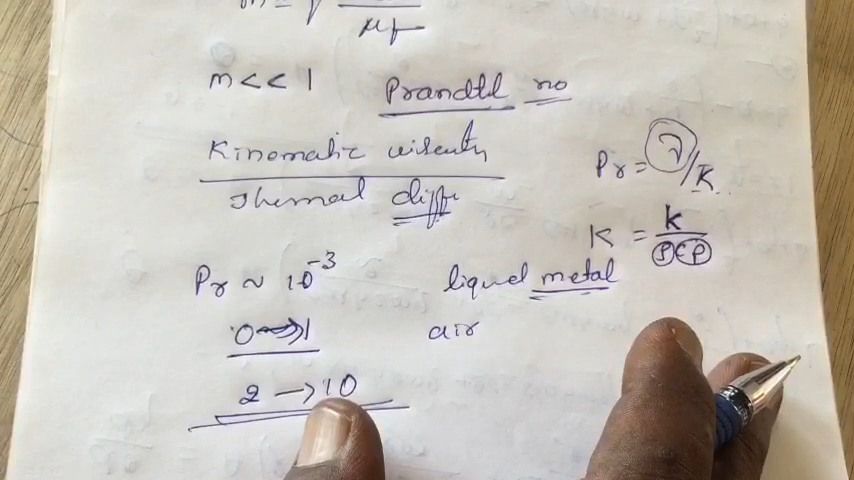 μf
m << 1 Prandtl no
Kinematic viscosity
Thermal diff
Pr = ν/K
K = k/ρCP
Pr ~ 10⁻³ liquid metal
0 → 1 air
2 → 10